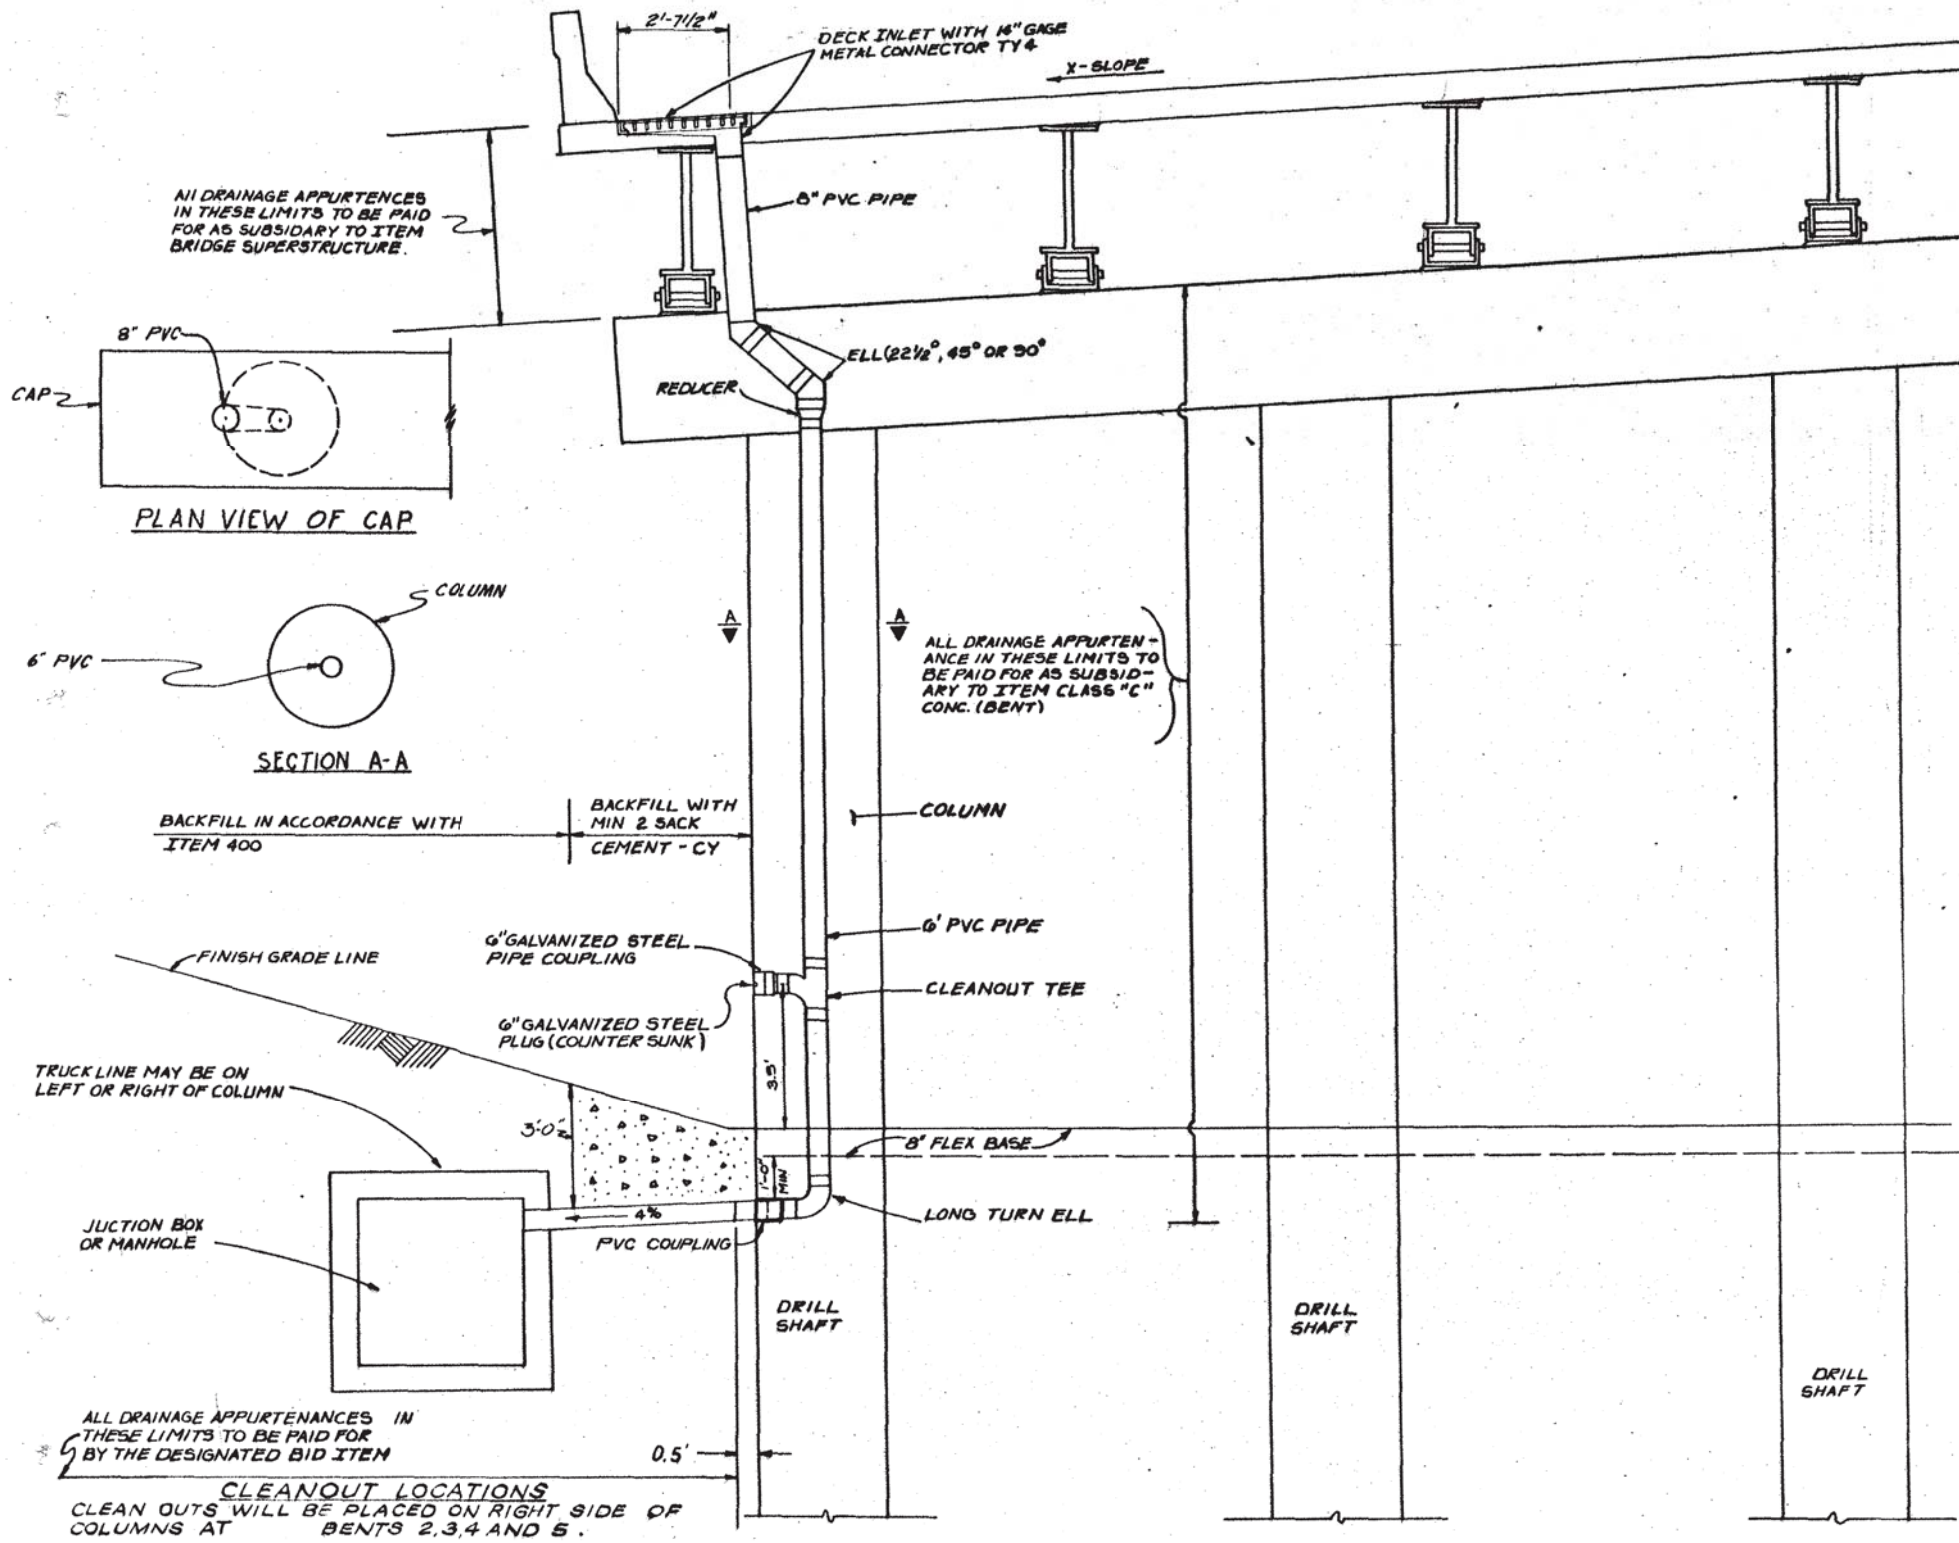 2'-7 1/2"
DECK INLET WITH 14" GAGE
METAL CONNECTOR TY 4
X-SLOPE
All DRAINAGE APPURTENCES
IN THESE LIMITS TO BE PAID
FOR AS SUBSIDARY TO ITEM
BRIDGE SUPERSTRUCTURE.
8" PVC PIPE
8" PVC
CAP
ELL (22 1/2°, 45° OR 90°
REDUCER
PLAN VIEW OF CAP
COLUMN
6" PVC
SECTION A-A
A
A
ALL DRAINAGE APPURTEN-
ANCE IN THESE LIMITS TO
BE PAID FOR AS SUBSID-
ARY TO ITEM CLASS "C"
CONC. (BENT)
BACKFILL IN ACCORDANCE WITH
ITEM 400
BACKFILL WITH
MIN 2 SACK
CEMENT - CY
COLUMN
6' PVC PIPE
6" GALVANIZED STEEL
PIPE COUPLING
FINISH GRADE LINE
CLEANOUT TEE
6" GALVANIZED STEEL
PLUG (COUNTER SUNK)
3.5'
TRUCK LINE MAY BE ON
LEFT OR RIGHT OF COLUMN
3'-0"
8" FLEX BASE
1'-0"
MIN
4%
LONG TURN ELL
JUCTION BOX
OR MANHOLE
PVC COUPLING
DRILL
SHAFT
DRILL
SHAFT
DRILL
SHAFT
ALL DRAINAGE APPURTENANCES IN
THESE LIMITS TO BE PAID FOR
BY THE DESIGNATED BID ITEM
0.5'
CLEANOUT LOCATIONS
CLEAN OUTS WILL BE PLACED ON RIGHT SIDE OF
COLUMNS AT BENTS 2,3,4 AND 5.